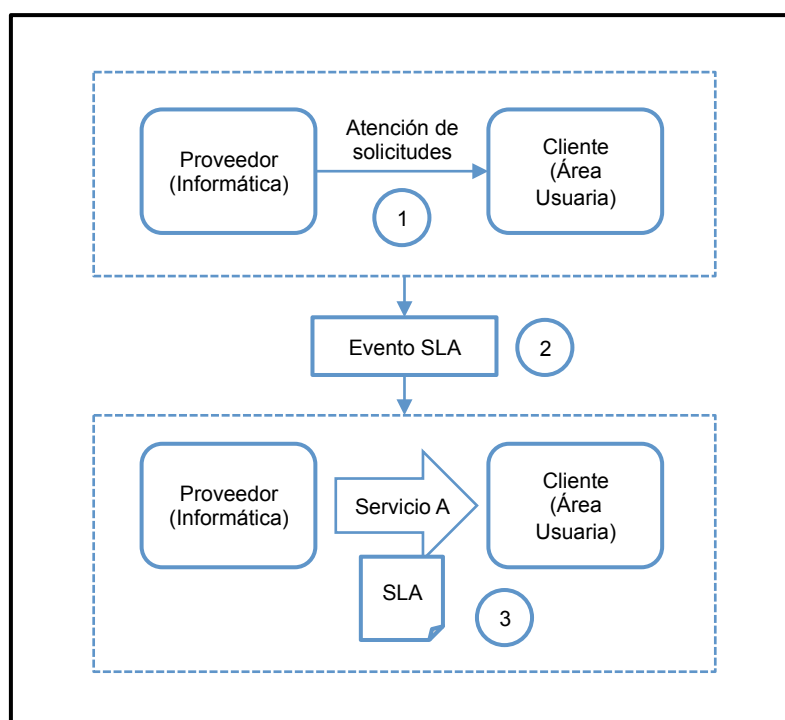 Proveedor
(Informática)
Atención de
solicitudes
Cliente
(Área
Usuaria)
1
Evento SLA
2
Proveedor
(Informática)
Servicio A
Cliente
(Área
Usuaria)
SLA
3